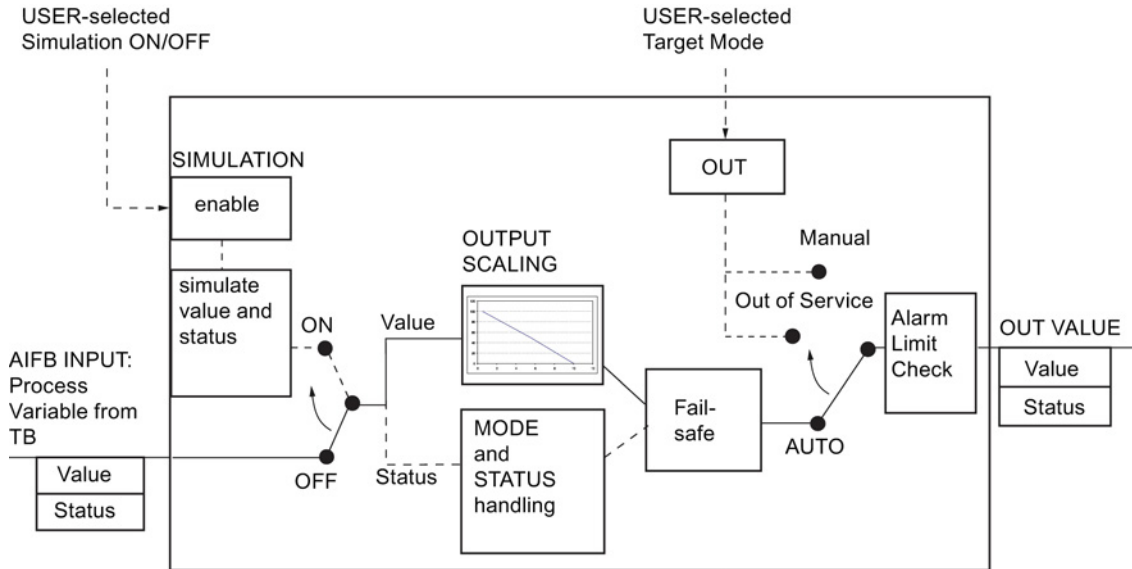 USER-selected
Simulation ON/OFF
USER-selected
Target Mode
SIMULATION
enable
OUT
simulate
value and
status
ON
OUTPUT
SCALING
Value
Manual
Out of Service
Alarm
Limit
Check
OUT VALUE
Value
Status
AIFB INPUT:
Process
Variable from
TB
Value
Status
OFF
Status
MODE
and
STATUS
handling
Fail-
safe
AUTO